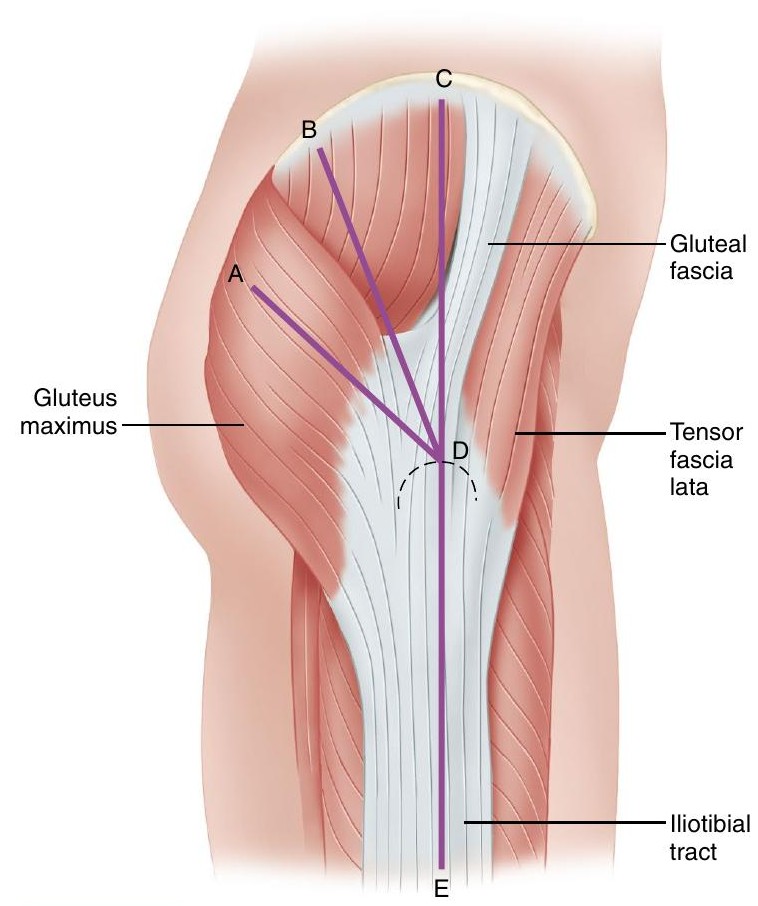 C
B
A
Gluteal
fascia
Gluteus
maximus
D
Tensor
fascia
lata
Iliotibial
tract
E